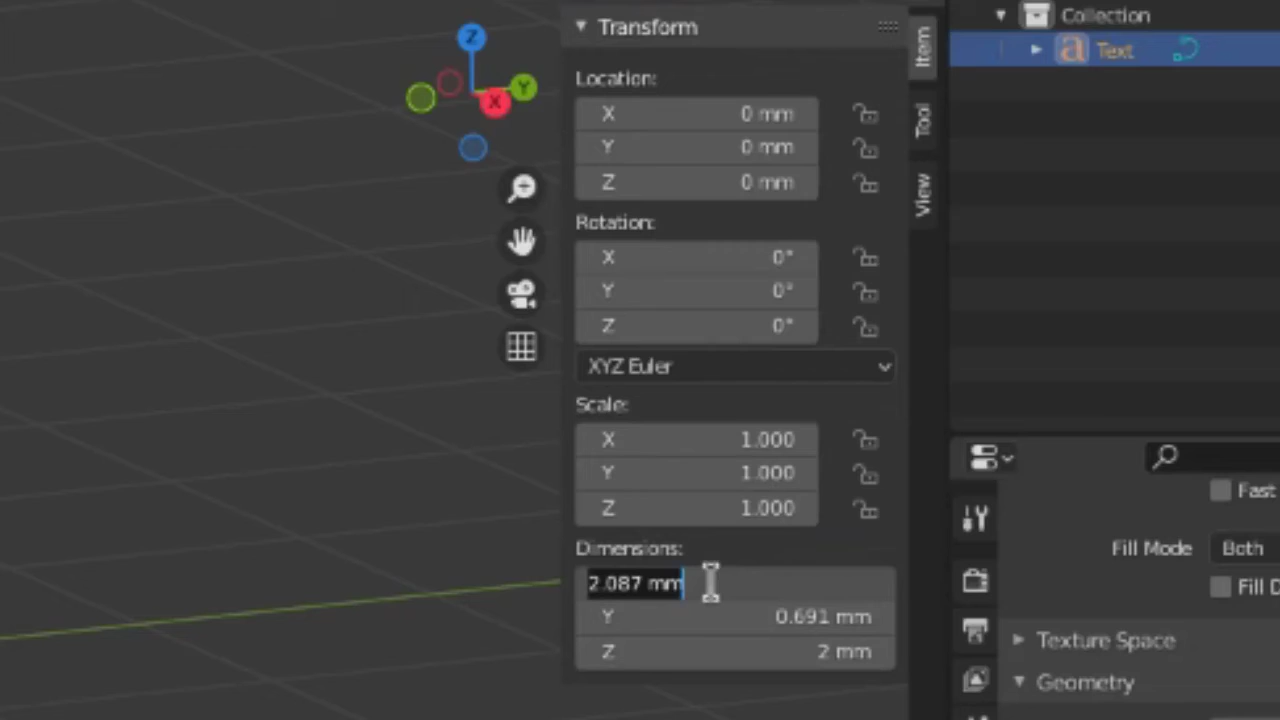 Transform
Location:
X 0 mm
Y 0 mm
Z 0 mm
Rotation:
X 0°
Y 0°
Z 0°
XYZ Euler
Scale:
X 1.000
Y 1.000
Z 1.000
Dimensions:
2.087 mm
Y 0.691 mm
Z 2 mm
Item
Tool
View
Z
Y
X
Collection
a Text
Fast
Fill Mode Both
Fill D
Texture Space
Geometry